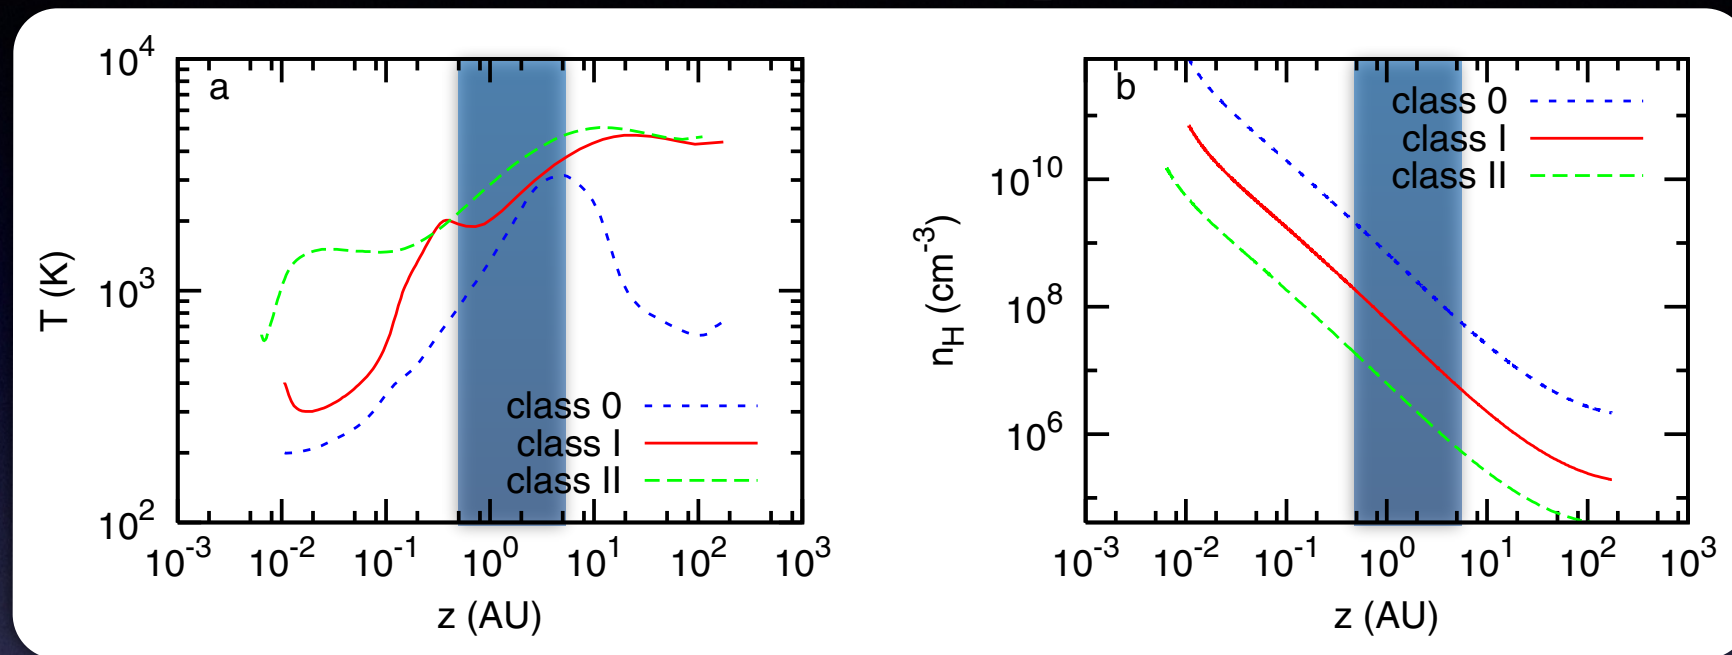 10^4
a
10^3
10^2
T (K)
class 0
class I
class II
10^-3 10^-2 10^-1 10^0 10^1 10^2 10^3
z (AU)
b
class 0
class I
class II
10^10
10^8
10^6
n_H (cm^-3)
10^-3 10^-2 10^-1 10^0 10^1 10^2 10^3
z (AU)